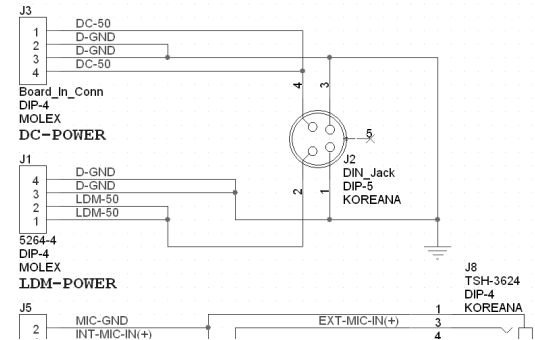 J3
1 DC-50
2 D-GND
3 D-GND
4 DC-50
Board_In_Conn
DIP-4
MOLEX
DC-POWER
4 3
5
2 1
J2
DIN_Jack
DIP-5
KOREANA
J1
4 D-GND
3 D-GND
2 LDM-50
1 LDM-50
5264-4
DIP-4
MOLEX
LDM-POWER
J8
TSH-3624
DIP-4
KOREANA
J5
MIC-GND
2 INT-MIC-IN(+)
1
EXT-MIC-IN(+) 3
4